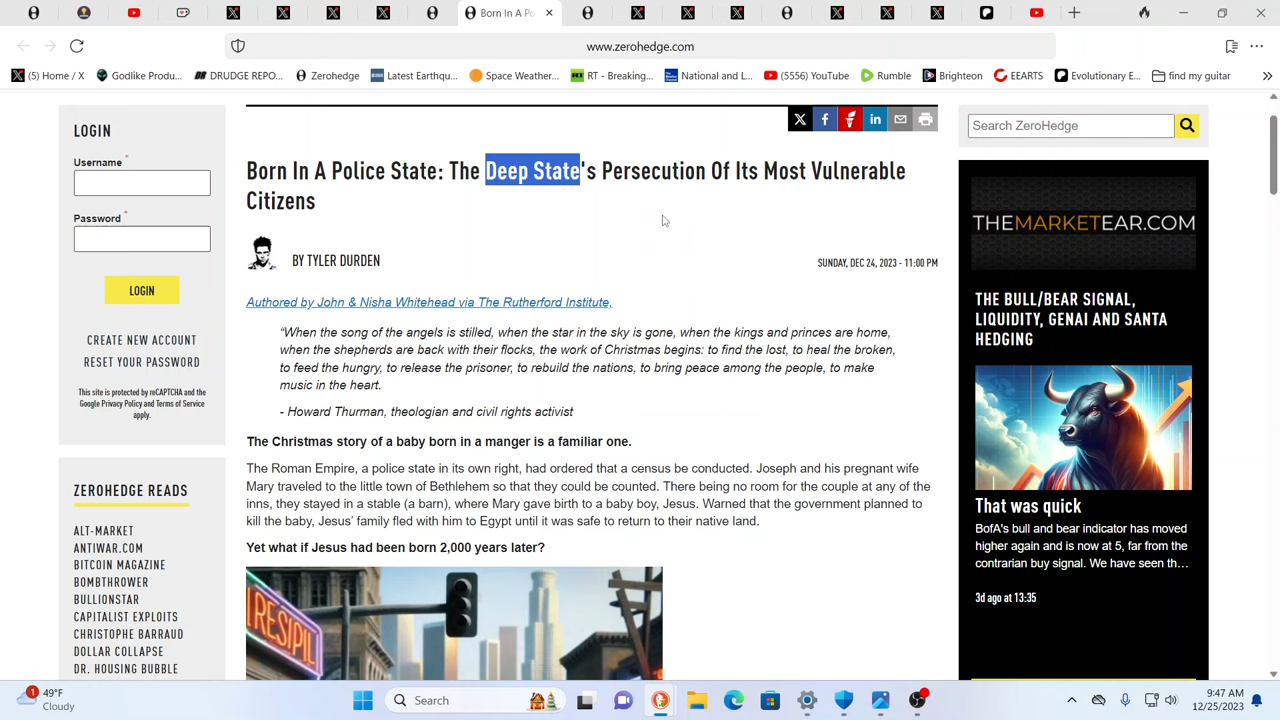 Born In A Po
www.zerohedge.com
(5) Home / X
Godlike Produ...
DRUDGE REPO...
Zerohedge
Latest Earthqu...
Space Weather...
RT - Breaking...
National and L...
(5556) YouTube
Rumble
Brighteon
EEARTS
Evolutionary E...
find my guitar
LOGIN
Username *
Password *
LOGIN
CREATE NEW ACCOUNT
RESET YOUR PASSWORD
This site is protected by reCAPTCHA and the
Google Privacy Policy and Terms of Service
apply.
ZEROHEDGE READS
ALT-MARKET
ANTIWAR.COM
BITCOIN MAGAZINE
BOMBTHROWER
BULLIONSTAR
CAPITALIST EXPLOITS
CHRISTOPHE BARRAUD
DOLLAR COLLAPSE
DR. HOUSING BUBBLE
Born In A Police State: The Deep State's Persecution Of Its Most Vulnerable
Citizens
BY TYLER DURDEN
SUNDAY, DEC 24, 2023 - 11:00 PM
Authored by John & Nisha Whitehead via The Rutherford Institute,
“When the song of the angels is stilled, when the star in the sky is gone, when the kings and princes are home,
when the shepherds are back with their flocks, the work of Christmas begins: to find the lost, to heal the broken,
to feed the hungry, to release the prisoner, to rebuild the nations, to bring peace among the people, to make
music in the heart.
- Howard Thurman, theologian and civil rights activist
The Christmas story of a baby born in a manger is a familiar one.
The Roman Empire, a police state in its own right, had ordered that a census be conducted. Joseph and his pregnant wife
Mary traveled to the little town of Bethlehem so that they could be counted. There being no room for the couple at any of the
inns, they stayed in a stable (a barn), where Mary gave birth to a baby boy, Jesus. Warned that the government planned to
kill the baby, Jesus’ family fled with him to Egypt until it was safe to return to their native land.
Yet what if Jesus had been born 2,000 years later?
RESIPIL
Search ZeroHedge
THEMARKETEAR.COM
THE BULL/BEAR SIGNAL,
LIQUIDITY, GENAI AND SANTA
HEDGING
That was quick
BofA's bull and bear indicator has moved
higher again and is now at 5, far from the
contrarian buy signal. We have seen th...
3d ago at 13:35
1
49°F
Cloudy
Search
9:47 AM
12/25/2023